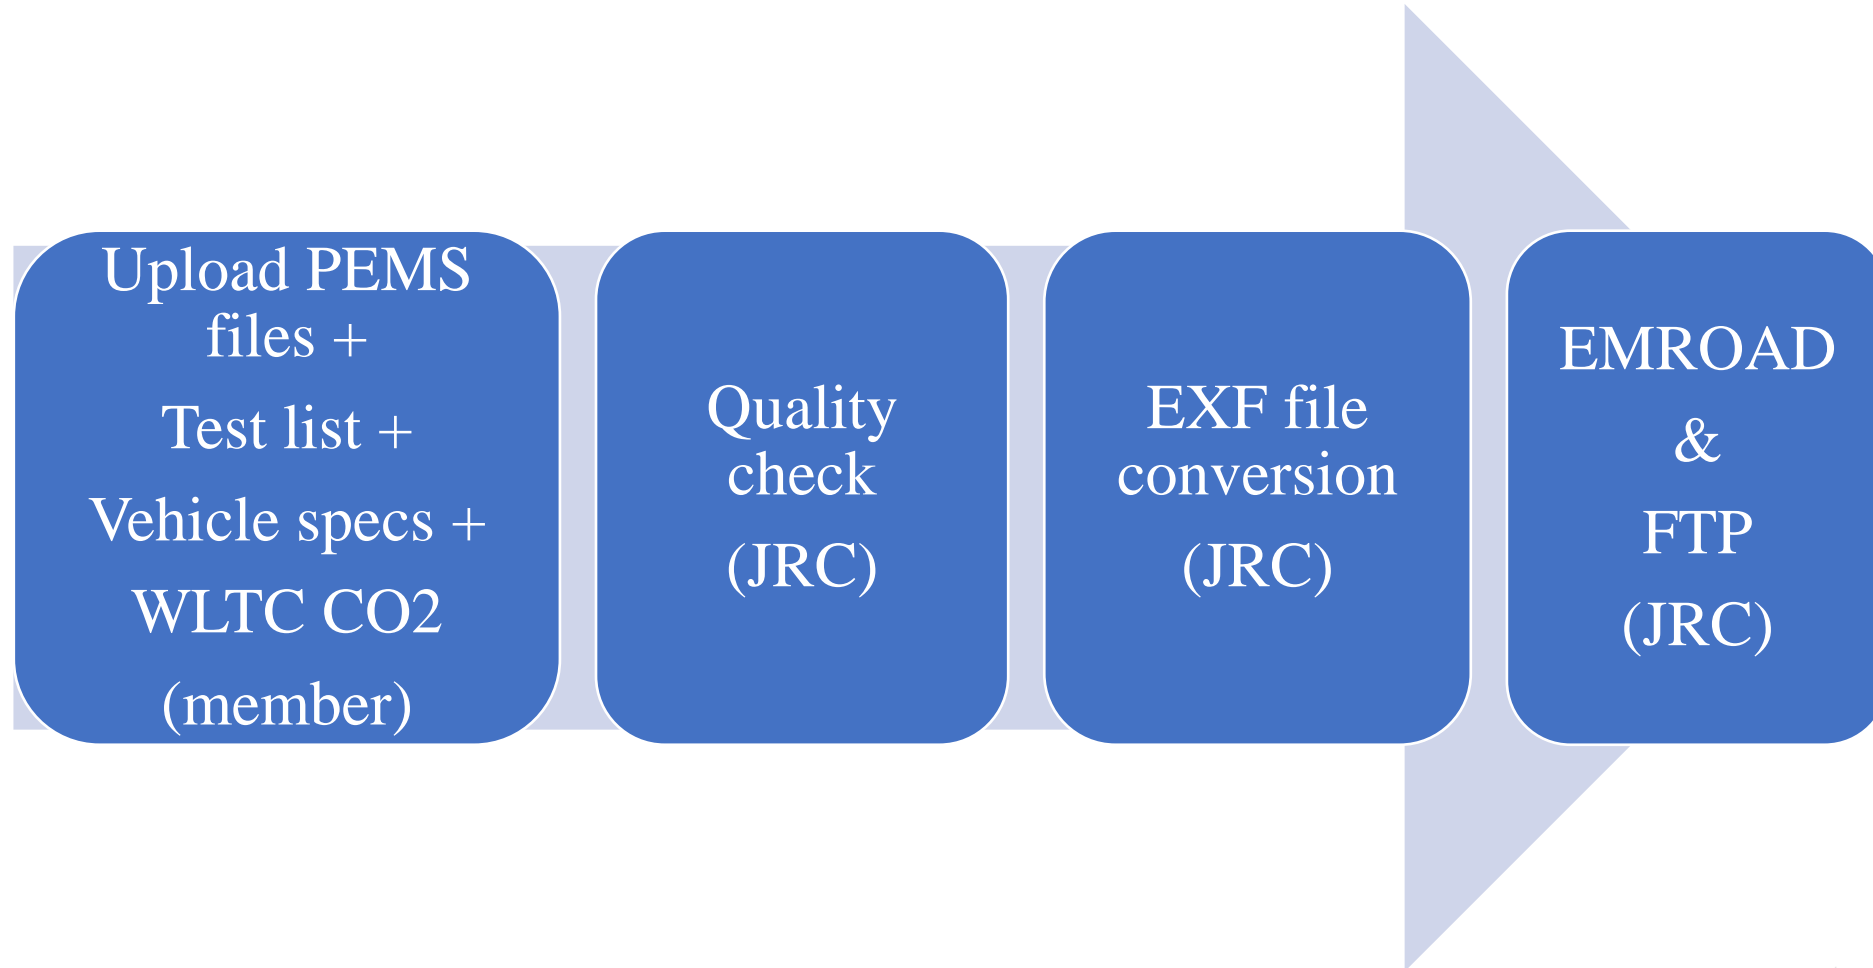 Upload PEMS
files +
Test list +
Vehicle specs +
WLTC CO2
(member)
Quality
check
(JRC)
EXF file
conversion
(JRC)
EMROAD
&
FTP
(JRC)